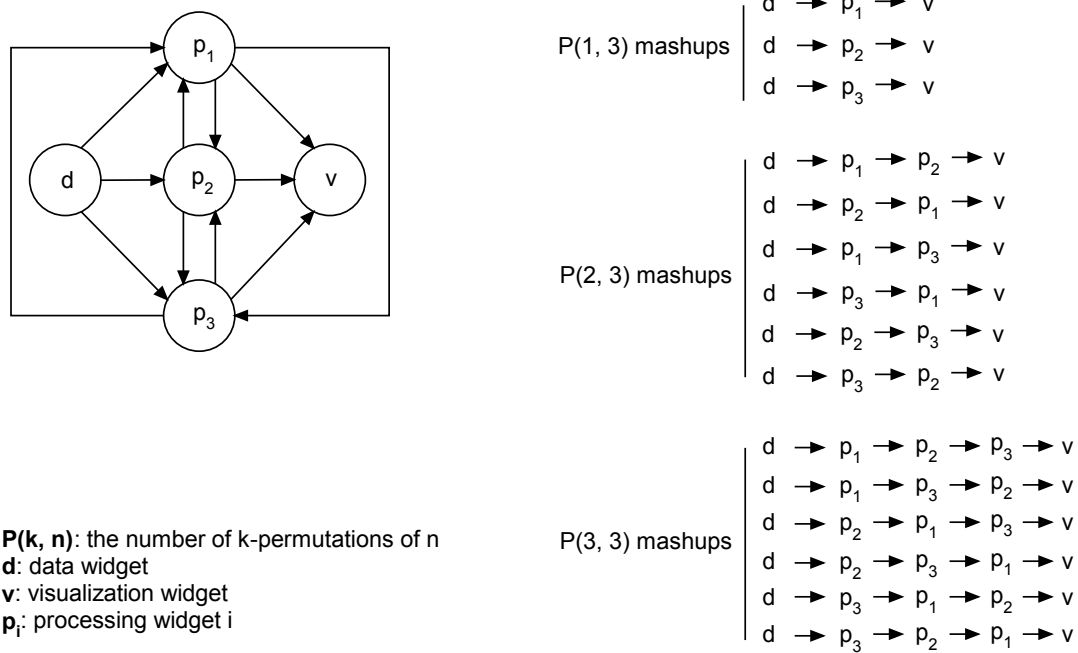 p1
d
p2
v
p3
P(k, n): the number of k-permutations of n
d: data widget
v: visualization widget
pi: processing widget i
P(1, 3) mashups
d → p1 → v
d → p2 → v
d → p3 → v
P(2, 3) mashups
d → p1 → p2 → v
d → p2 → p1 → v
d → p1 → p3 → v
d → p3 → p1 → v
d → p2 → p3 → v
d → p3 → p2 → v
P(3, 3) mashups
d → p1 → p2 → p3 → v
d → p1 → p3 → p2 → v
d → p2 → p1 → p3 → v
d → p2 → p3 → p1 → v
d → p3 → p1 → p2 → v
d → p3 → p2 → p1 → v